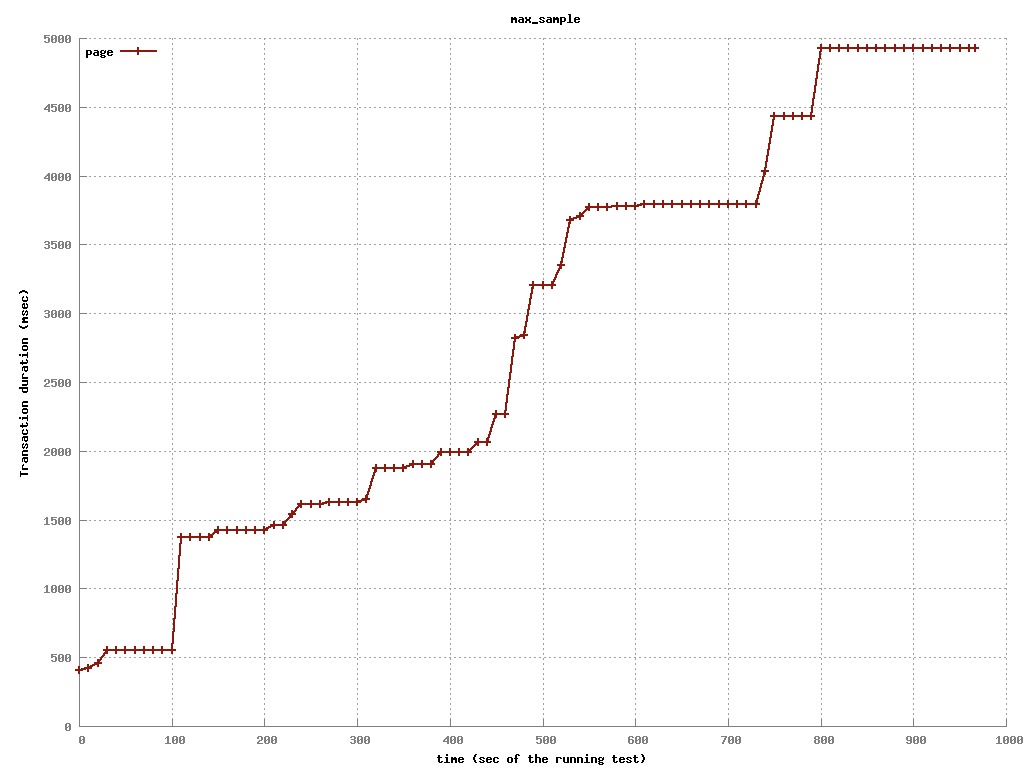 max_sample
page
5000
4500
4000
3500
3000
2500
2000
1500
1000
500
0
Transaction duration (msec)
0 100 200 300 400 500 600 700 800 900 1000
time (sec of the running test)